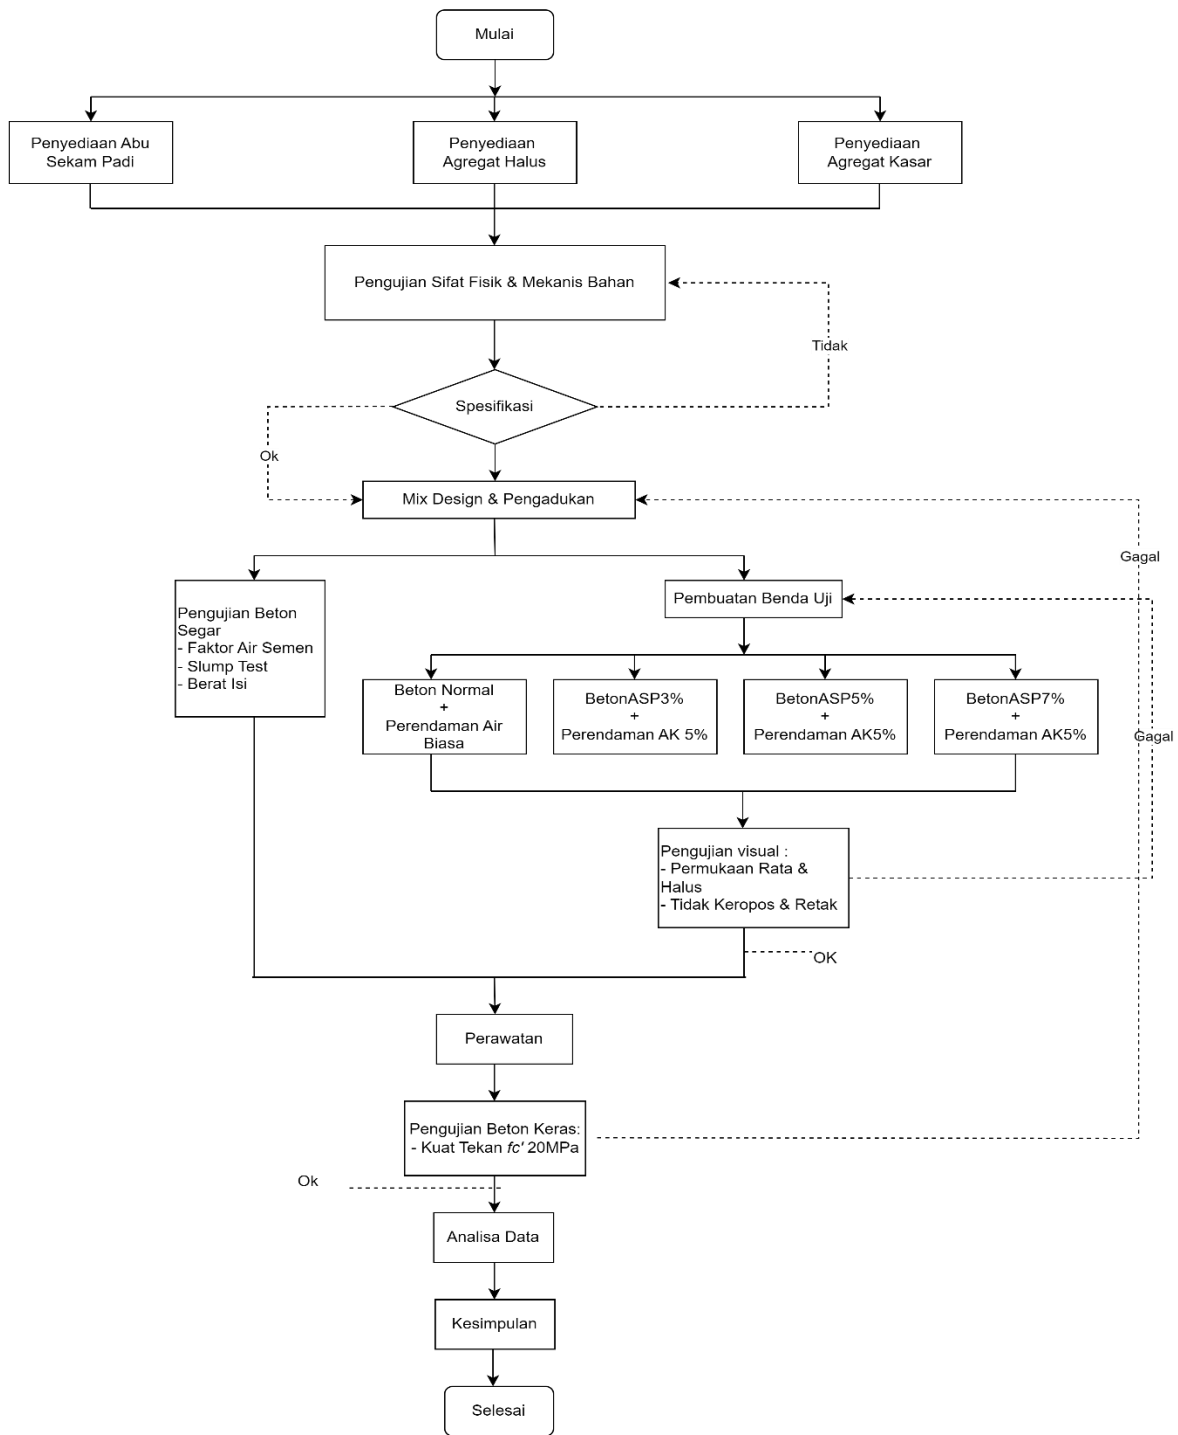 Mulai
Penyediaan Abu
Sekam Padi
Penyediaan
Agregat Halus
Penyediaan
Agregat Kasar
Pengujian Sifat Fisik & Mekanis Bahan
Tidak
Spesifikasi
Ok
Mix Design & Pengadukan
Gagal
Pengujian Beton
Segar
- Faktor Air Semen
- Slump Test
- Berat Isi
Pembuatan Benda Uji
Beton Normal
+
Perendaman Air
Biasa
BetonASP3%
+
Perendaman AK 5%
BetonASP5%
+
Perendaman AK5%
BetonASP7%
+
Perendaman AK5%
Gagal
Pengujian visual :
- Permukaan Rata &
Halus
- Tidak Keropos & Retak
OK
Perawatan
Pengujian Beton Keras:
- Kuat Tekan fc' 20MPa
Ok
Analisa Data
Kesimpulan
Selesai